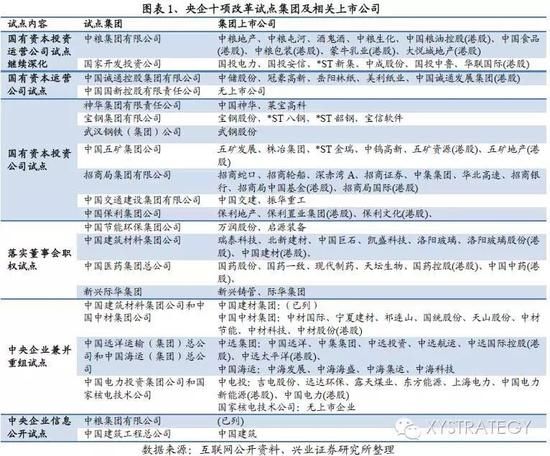 图表1、央企十项改革试点集团及相关上市公司
试点内容 试点集团 集团上市公司
国有资本投资运营公司试点继续深化 中粮集团有限公司 中粮地产、中粮屯河、酒鬼酒、中粮生化、中国粮油控股(港股)、中国食品(港股)、中粮包装(港股)、蒙牛乳业(港股)、大悦城地产(港股)
国家开发投资公司 国投电力、国投安信、*ST新集、中成股份、国投中鲁、华联国际(港股)
国有资本运营公司试点 中国诚通控股集团有限公司 中储股份、冠豪高新、岳阳林纸、美利纸业、中国诚通发展集团(港股)
中国国新控股有限责任公司 无上市公司
国有资本投资公司试点 神华集团有限责任公司 中国神华、莱宝高科
宝钢集团有限公司 宝钢股份、*ST八钢、*ST韶钢、宝信软件
武汉钢铁（集团）公司 武钢股份
中国五矿集团公司 五矿发展、株冶集团、*ST金瑞、中钨高新、五矿资源(港股)、五矿地产(港股)
招商局集团有限公司 招商蛇口、招商轮船、深赤湾A、招商证券、中集集团、华北高速、招商银行、招商局中国基金(港股)、招商局国际(港股)
中国交通建设集团有限公司 中国交建、振华重工
中国保利集团公司 保利地产、保利置业集团(港股)、保利文化(港股)、
落实董事会职权试点 中国节能环保集团公司 万润股份、启源装备
中国建筑材料集团公司 瑞泰科技、北新建材、中国巨石、凯盛科技、洛阳玻璃、洛阳玻璃股份(港股)、中国建材(港股)、
中国医药集团总公司 国药股份、国药一致、现代制药、天坛生物、国药控股(港股)、中国中药(港股)、
新兴际华集团 新兴铸管、际华集团
中央企业兼并重组试点 中国建筑材料集团公司和中国中材集团公司 中国建材集团:（已列）
中国中材集团: 中材国际、宁夏建材、祁连山、国统股份、天山股份、中材节能、中材科技、中材股份(港股)
中国远洋运输（集团）总公司和中国海运（集团）总公司 中远集团: 中国远洋、中集集团、中远投资、中远航运、中远国际控股(港股)、中远太平洋(港股)
中国海运: 中海发展、中海海盛、中海集运、中海科技
中国电力投资集团公司和国家核电技术公司 中电投: 吉电股份、远达环保、露天煤业、东方能源、上海电力、中国电力新能源(港股)、中国电力(港股)
国家核电技术公司: 无上市企业
中央企业信息公开试点 中粮集团有限公司 (已列)
中国建筑工程总公司 中国建筑
数据来源：互联网公开资料、兴业证券研究所整理
XYSTRATEGY